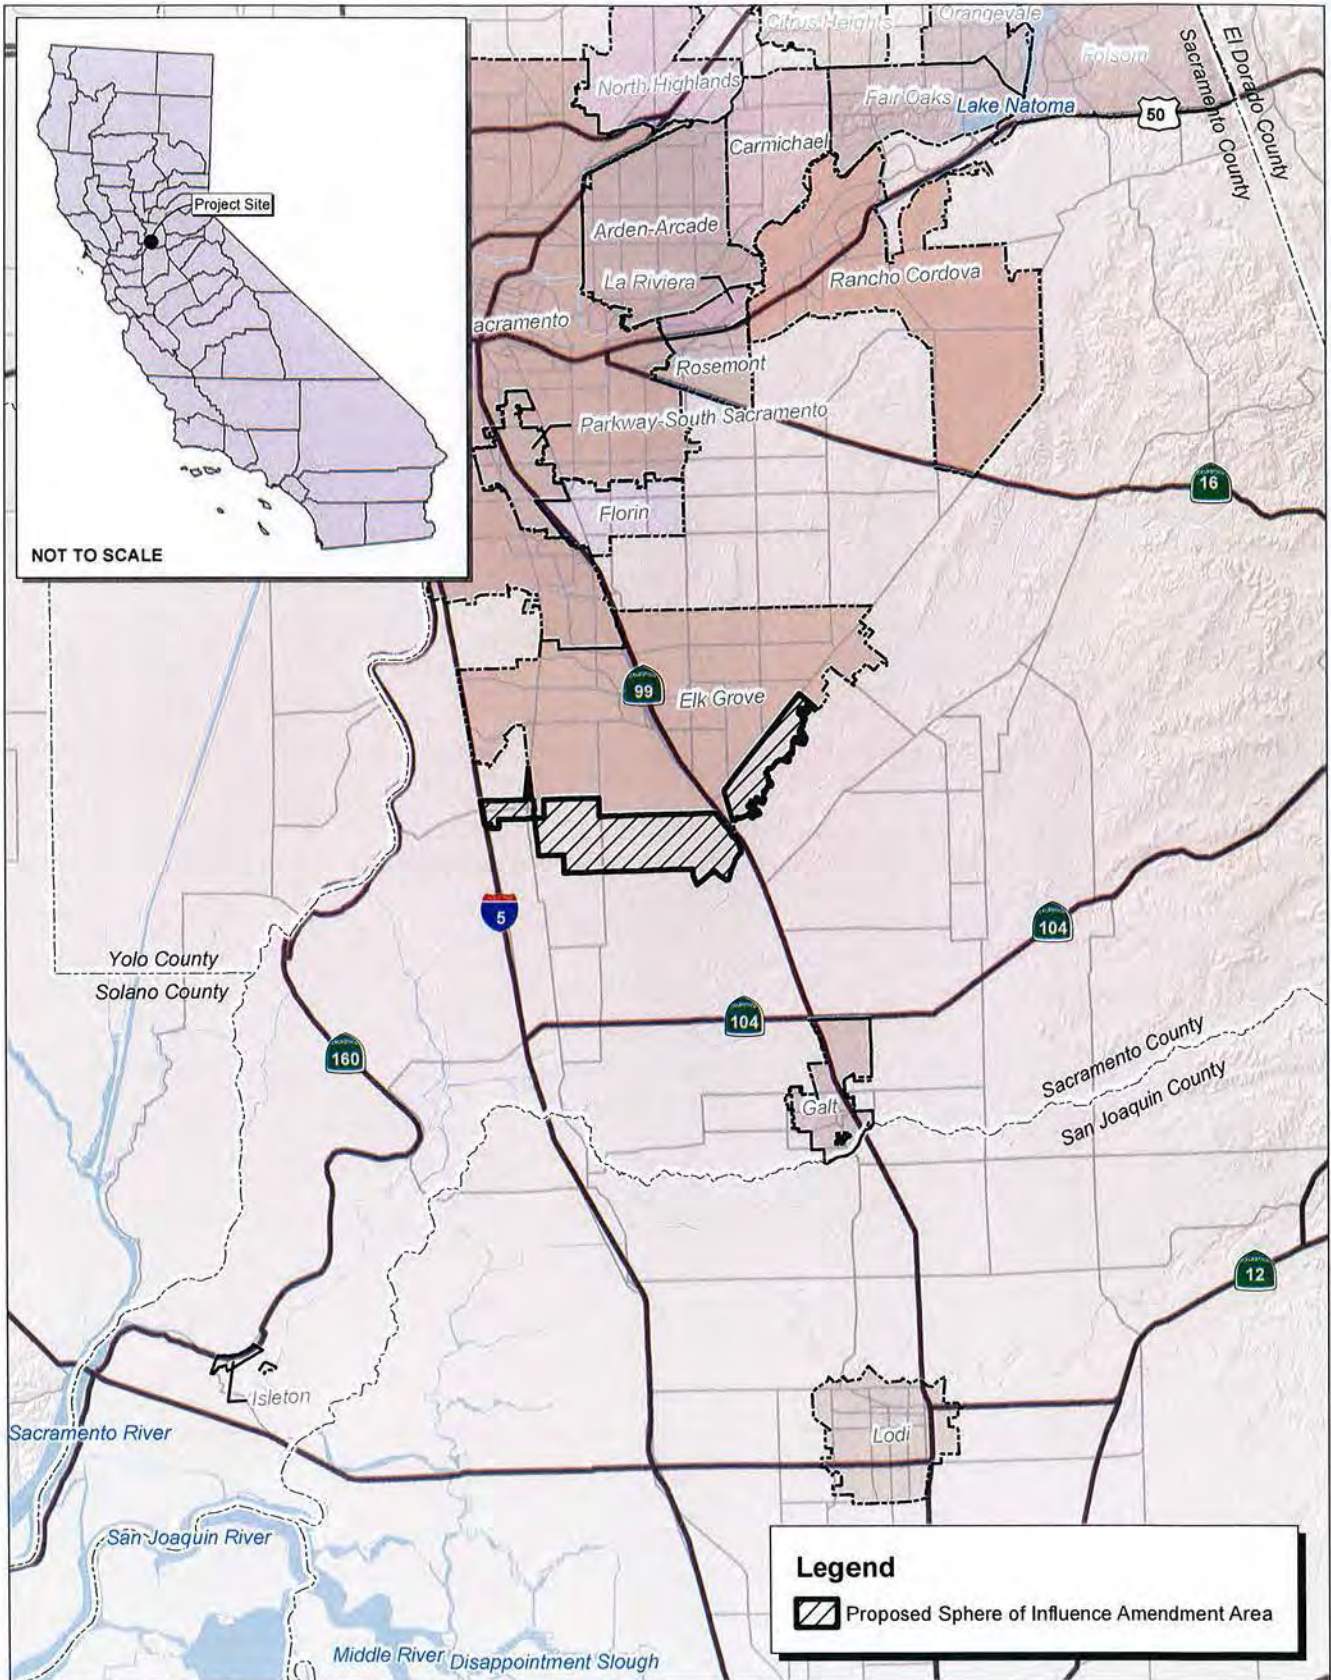 Citrus Heights
Orangevale
Folsom
El Dorado County
Sacramento County
North Highlands
Fair Oaks
Lake Natoma
50
Carmichael
Project Site
Arden-Arcade
La Riviera
Rancho Cordova
acramento
Rosemont
Parkway-South Sacramento
16
Florin
NOT TO SCALE
99
Elk Grove
5
104
Yolo County
Solano County
104
160
Sacramento County
San Joaquin County
Galt
12
Isleton
Sacramento River
Lodi
San Joaquin River
Legend
Proposed Sphere of Influence Amendment Area
Middle River
Disappointment Slough